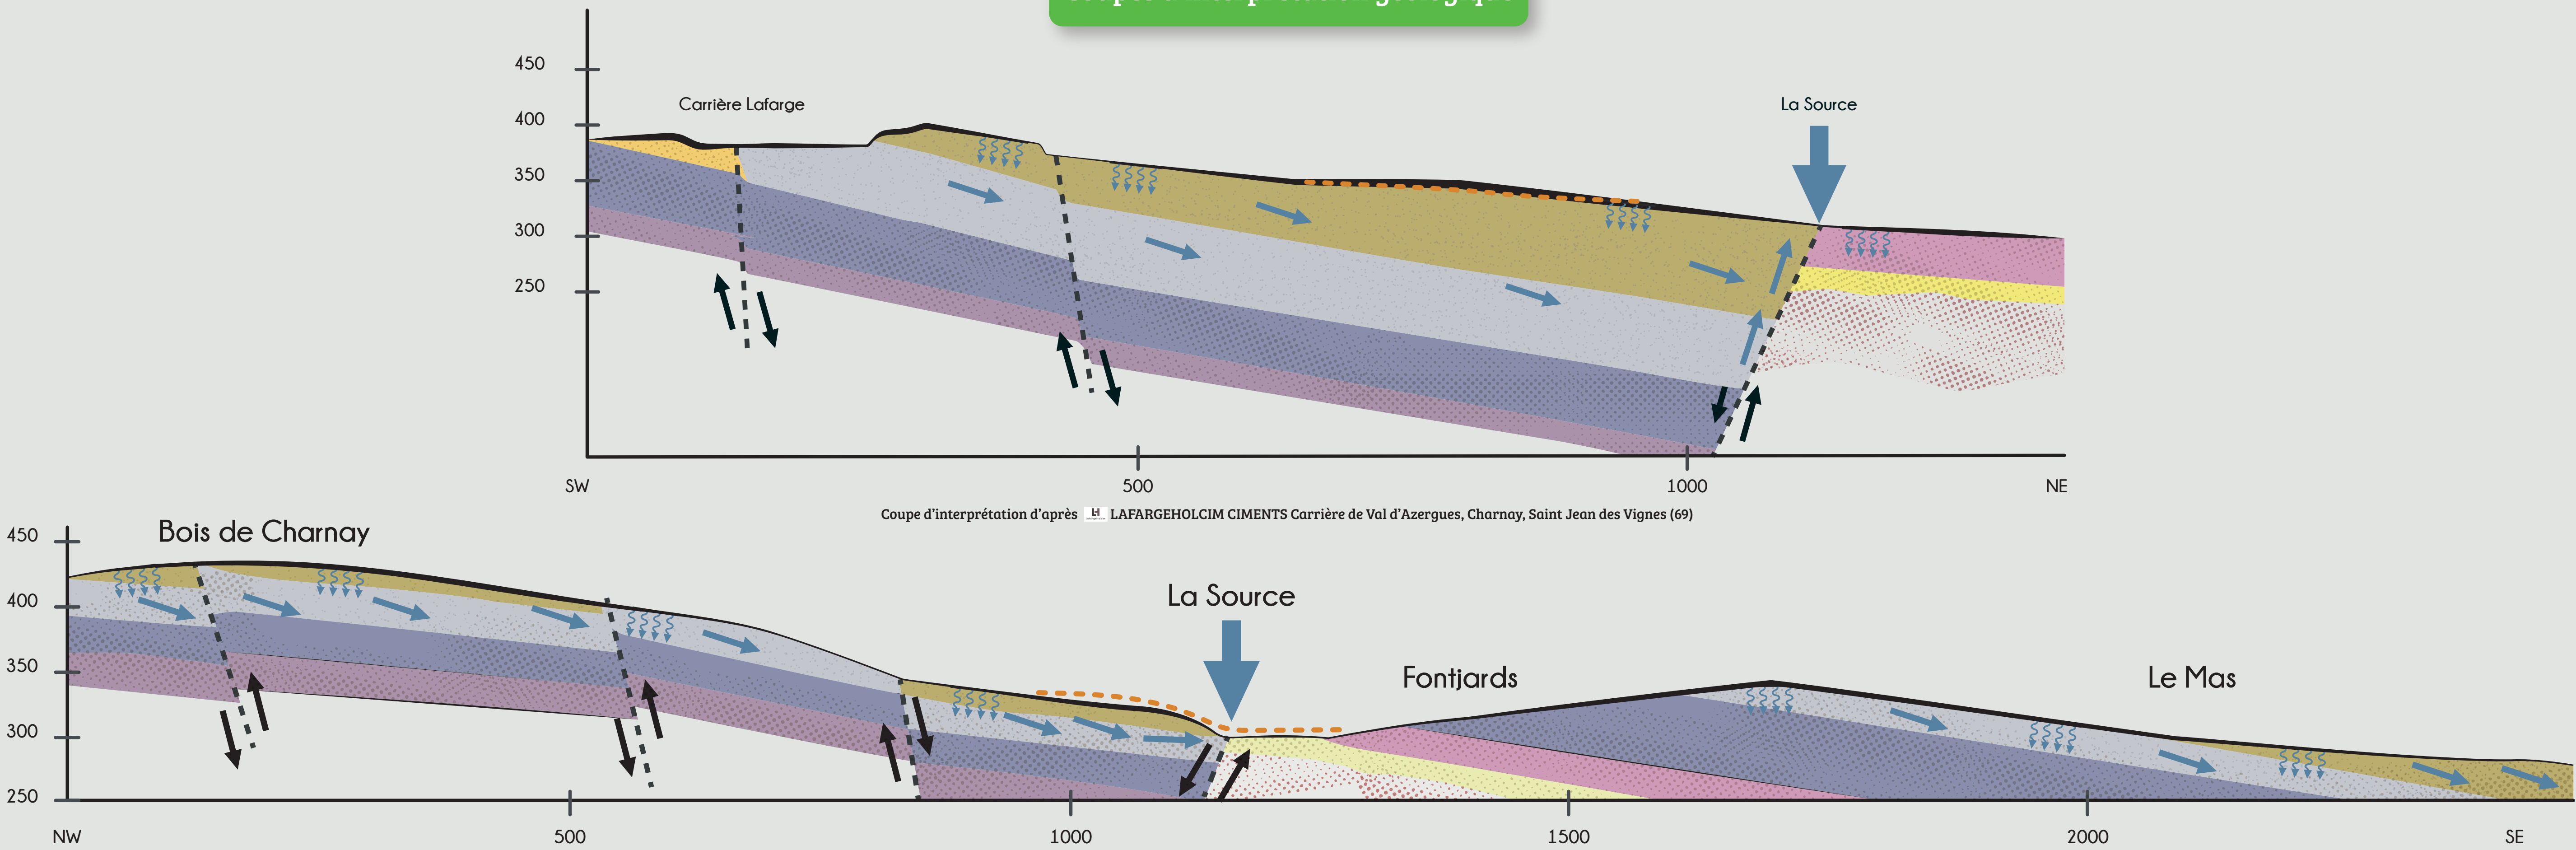 450
Carrière Lafarge
La Source
400
350
300
250
SW
500
1000
NE
Coupe d'interprétation d'après LH LAFARGEHOLCIM CIMENTS Carrière de Val d'Azergues, Charnay, Saint Jean des Vignes (69)
Bois de Charnay
450
La Source
400
Fontjards
Le Mas
350
300
250
NW
500
1000
1500
2000
SE